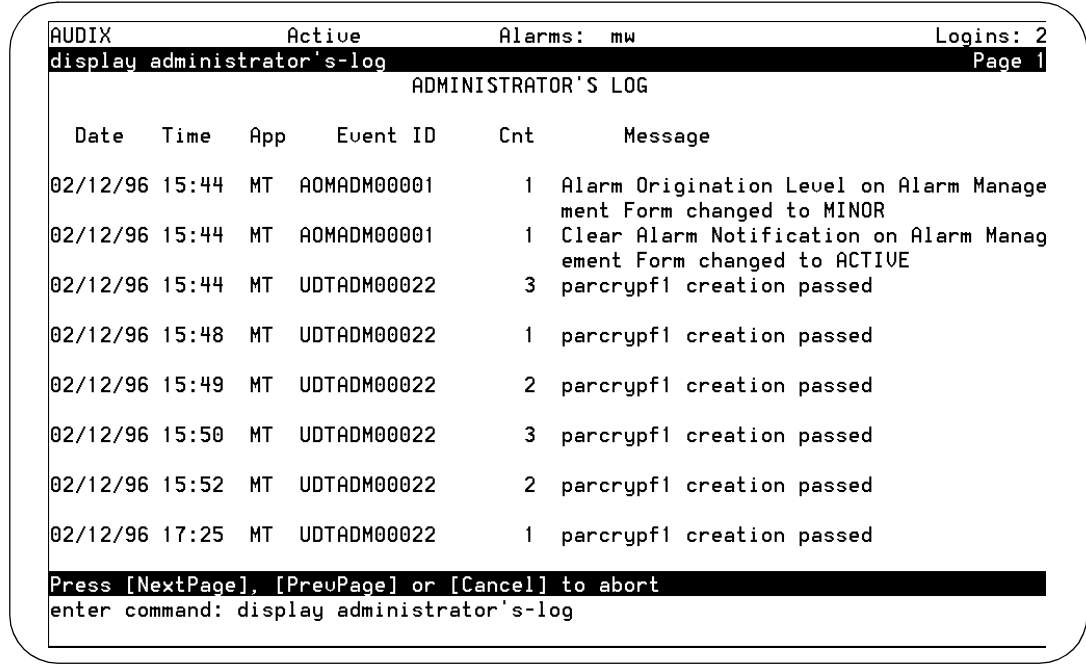 AUDIX Active Alarms: mw Logins: 2
display administrator's-log Page 1
ADMINISTRATOR'S LOG
Date Time App Event ID Cnt Message
02/12/96 15:44 MT AOMADM00001 1 Alarm Origination Level on Alarm Manage
ment Form changed to MINOR
02/12/96 15:44 MT AOMADM00001 1 Clear Alarm Notification on Alarm Manag
ement Form changed to ACTIVE
02/12/96 15:44 MT UDTADM00022 3 parcrypf1 creation passed
02/12/96 15:48 MT UDTADM00022 1 parcrypf1 creation passed
02/12/96 15:49 MT UDTADM00022 2 parcrypf1 creation passed
02/12/96 15:50 MT UDTADM00022 3 parcrypf1 creation passed
02/12/96 15:52 MT UDTADM00022 2 parcrypf1 creation passed
02/12/96 17:25 MT UDTADM00022 1 parcrypf1 creation passed
Press [NextPage], [PrevPage] or [Cancel] to abort
enter command: display administrator's-log